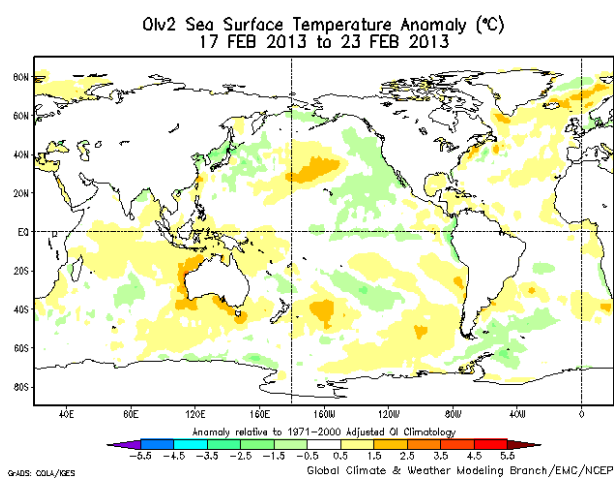 OIv2 Sea Surface Temperature Anomaly (°C)
17 FEB 2013 to 23 FEB 2013
80N
60N
40N
20N
EQ
20S
40S
60S
80S
40E 80E 120E 160E 160W 120W 80W 40W 0
Anomaly relative to 1971-2000 Adjusted OI Climatology
-5.5 -4.5 -3.5 -2.5 -1.5 -0.5 0.5 1.5 2.5 3.5 4.5 5.5
GrADS: COLA/IGES
Global Climate & Weather Modeling Branch/EMC/NCEP